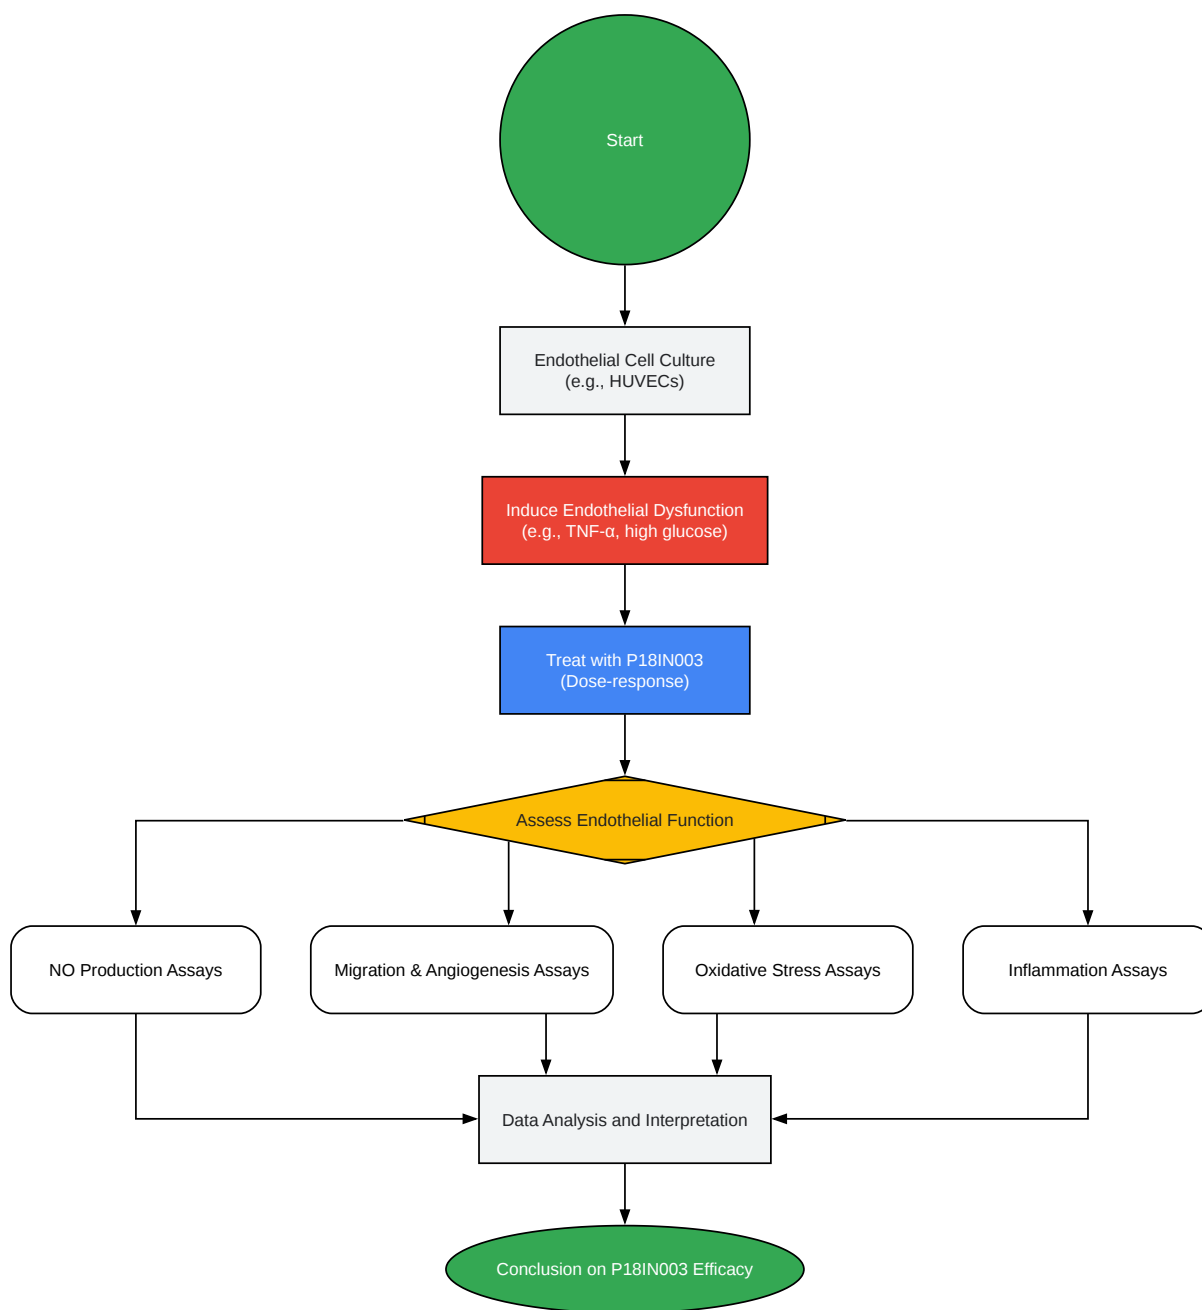 Start
Endothelial Cell Culture
(e.g., HUVECs)
Induce Endothelial Dysfunction
(e.g., TNF-α, high glucose)
Treat with P18IN003
(Dose-response)
Assess Endothelial Function
NO Production Assays
Migration & Angiogenesis Assays
Oxidative Stress Assays
Inflammation Assays
Data Analysis and Interpretation
Conclusion on P18IN003 Efficacy